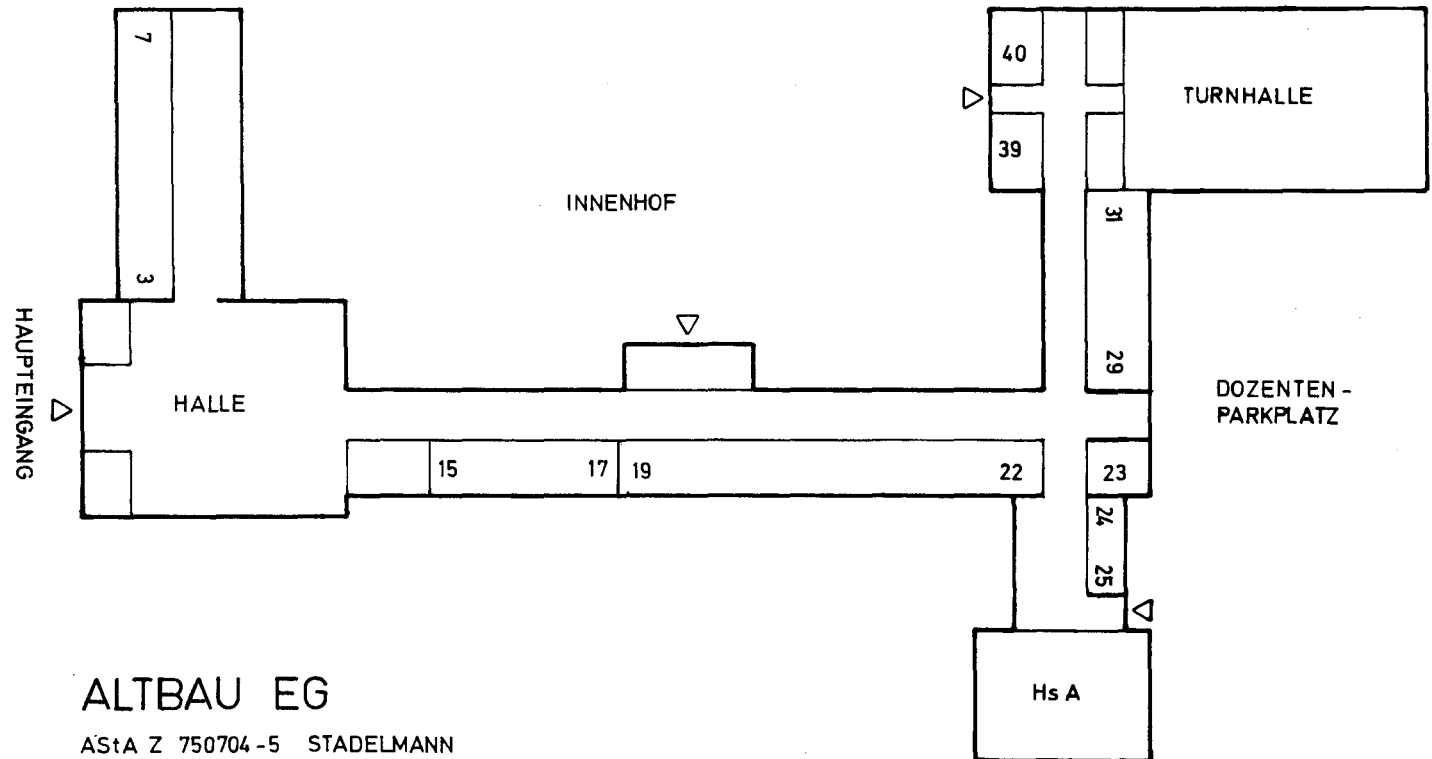 7
40
TURNHALLE
39
INNENHOF
31
3
HAUPTEINGANG
29
HALLE
DOZENTEN-
PARKPLATZ
15
17
19
22
23
24
25
Hs A
ALTBAU EG
AStA Z 750704-5 STADELMANN